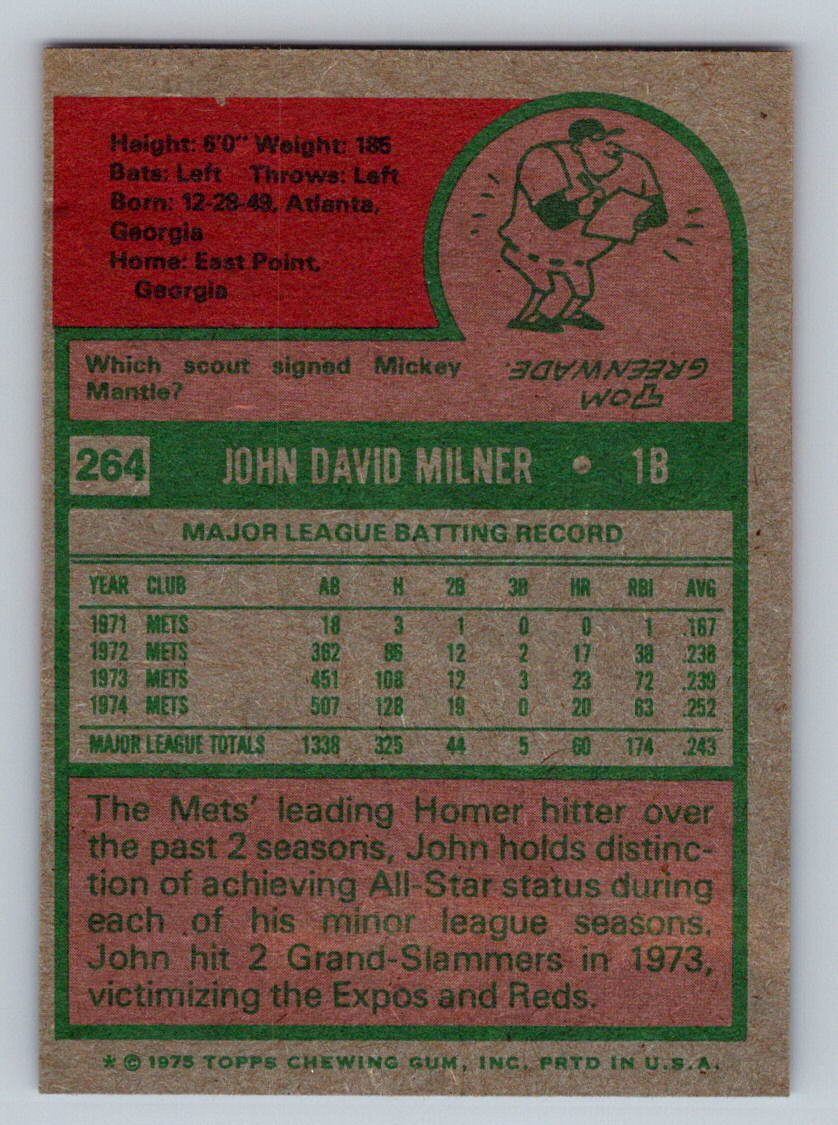 Height: 6'0" Weight: 185
Bats: Left Throws: Left
Born: 12-28-49, Atlanta,
Georgia
Home: East Point,
Georgia
Which scout signed Mickey
Mantle?
TOM
GREENWADE.
264 JOHN DAVID MILNER • 1B
MAJOR LEAGUE BATTING RECORD
YEAR CLUB AB H 2B 3B HR RBI AVG
1971 METS 18 3 1 0 0 1 .167
1972 METS 362 86 12 2 17 38 .238
1973 METS 451 108 12 3 23 72 .239
1974 METS 507 128 19 0 20 63 .252
MAJOR LEAGUE TOTALS 1338 325 44 5 60 174 .243
The Mets' leading Homer hitter over
the past 2 seasons, John holds distinc-
tion of achieving All-Star status during
each of his minor league seasons.
John hit 2 Grand-Slammers in 1973,
victimizing the Expos and Reds.
* © 1975 TOPPS CHEWING GUM, INC. PRTD IN U.S.A.